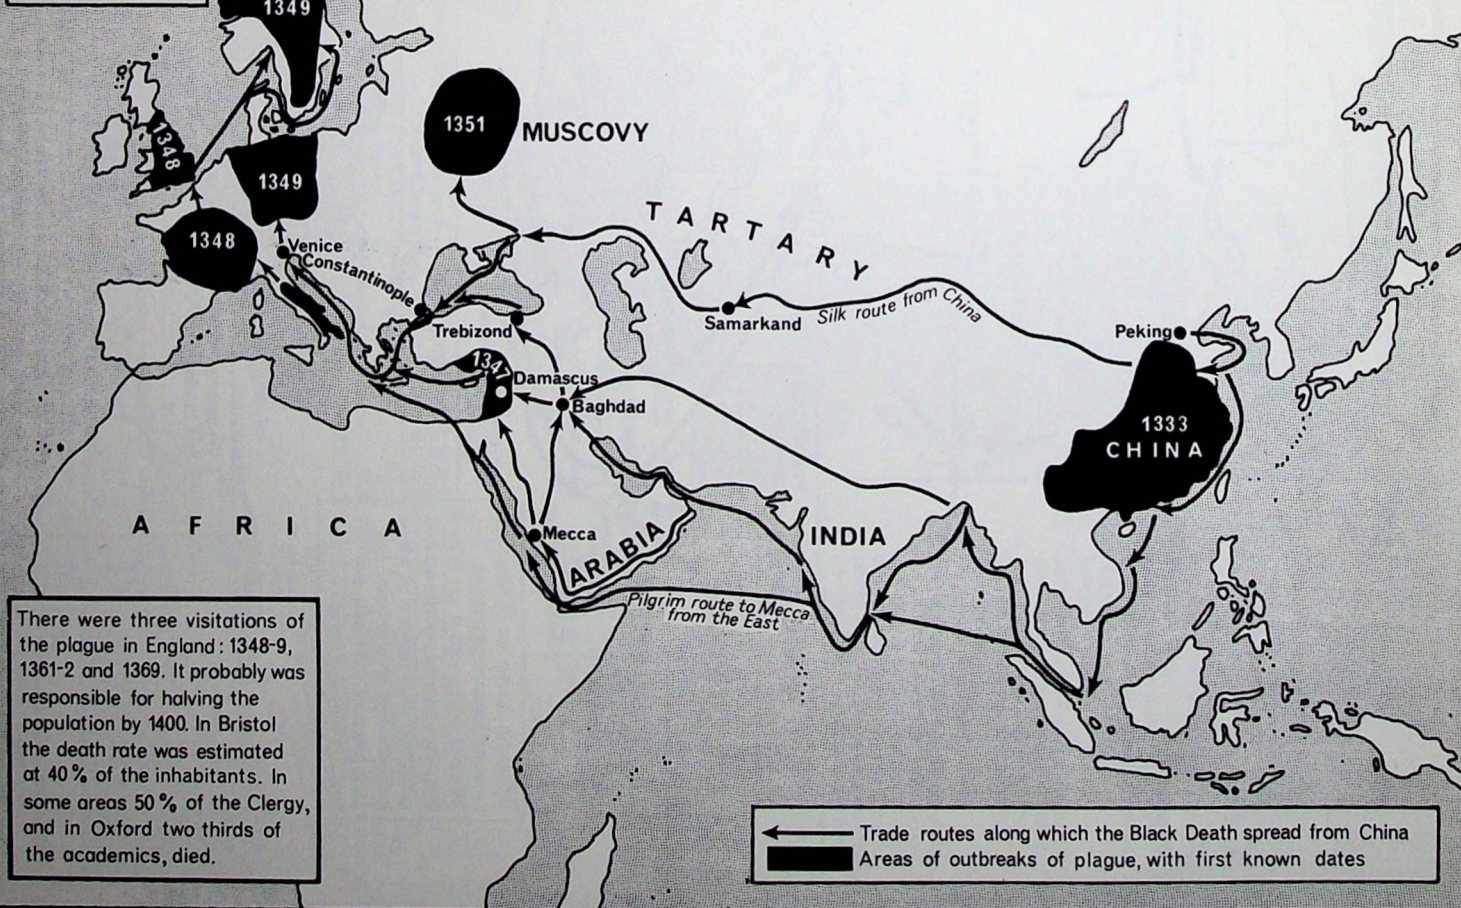 1349
1351
MUSCOVY
1348
1349
1348
TARTARY
Venice
Constantinople
Trebizond
Samarkand
Silk route from China
Peking
1347
Damascus
Baghdad
1333
CHINA
AFRICA
Mecca
ARABIA
INDIA
Pilgrim route to Mecca
from the East
There were three visitations
of the plague in England: 1348-9,
1361-2 and 1369. It probably was
responsible for halving the
population by 1400. In Bristol
the death rate was estimated
at 40% of the inhabitants. In
some areas 50% of the Clergy,
and in Oxford two thirds of
the academics, died.
Trade routes along which the Black Death spread from China
Areas of outbreaks of plague, with first known dates